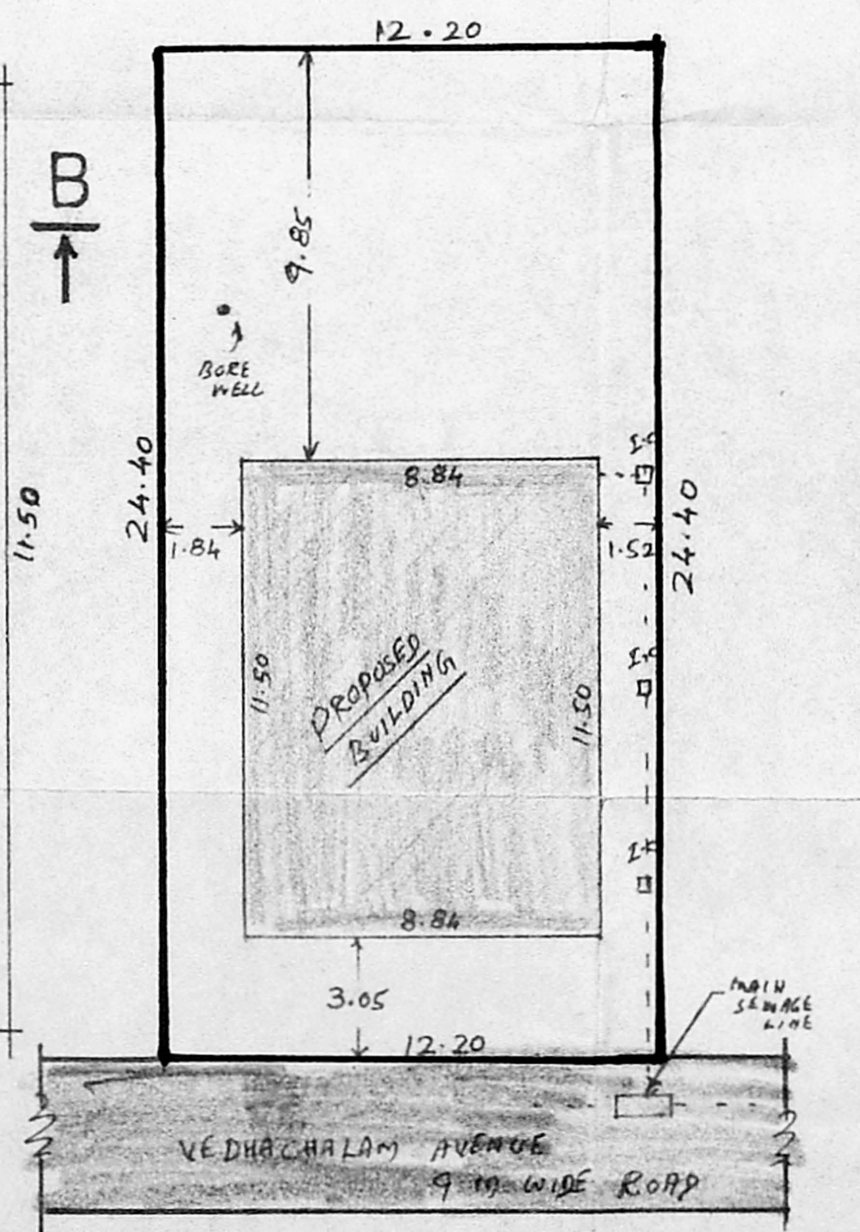 12.20
B
9.85
BORE
WELL
I.C
8.84
24.40
11.50
1.84
1.52
24.40
I.C
11.50
PROPOSED
BUILDING
11.50
8.84
3.05
MAIN
SEWAGE
LINE
12.20
VEDHACHALAM AVENUE
9 M WIDE ROAD